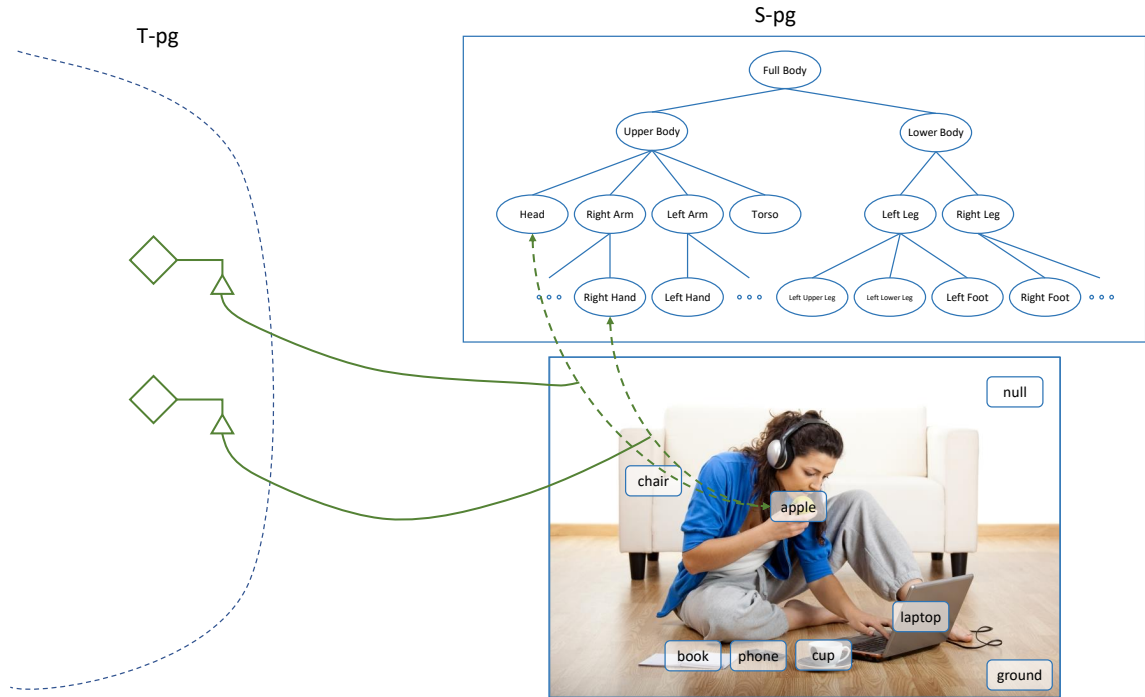 T-pg
S-pg
Full Body
Upper Body
Lower Body
Head
Right Arm
Left Arm
Torso
Left Leg
Right Leg
Right Hand
Left Hand
Left Upper Leg
Left Lower Leg
Left Foot
Right Foot
null
chair
apple
laptop
book
phone
cup
ground